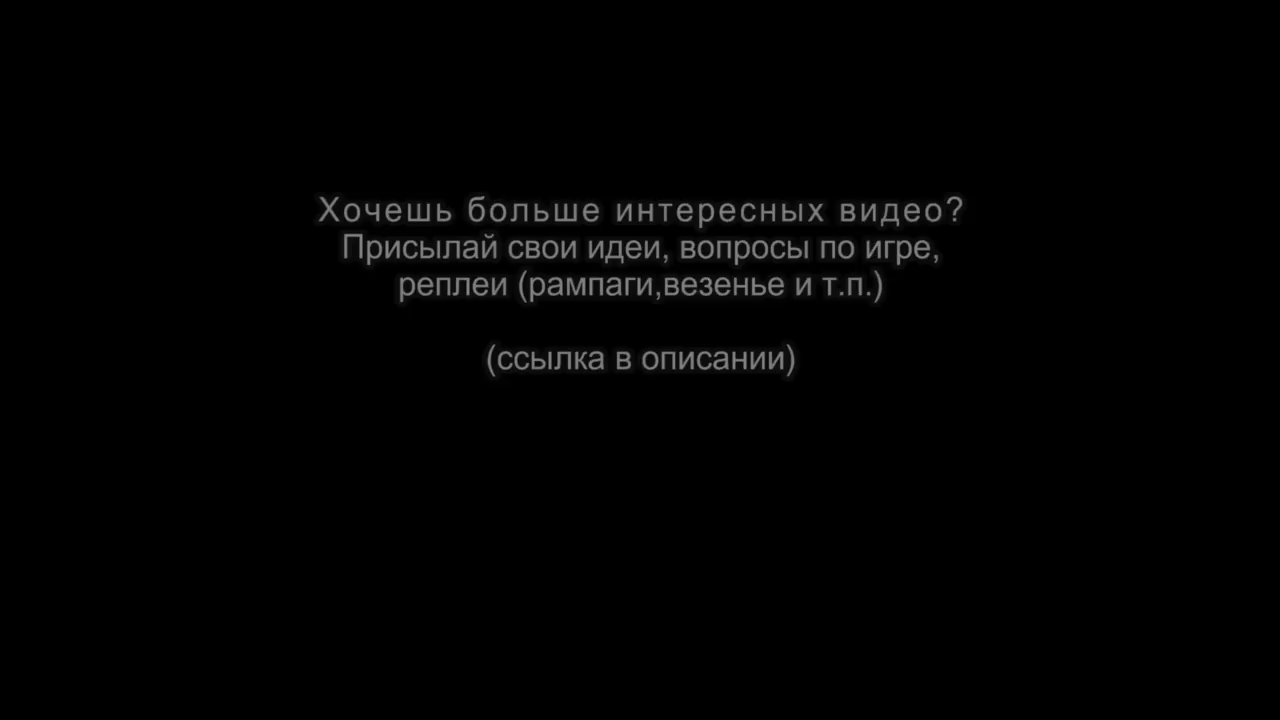 Хочешь больше интересных видео?
Присылай свои идеи, вопросы по игре,
реплеи (рампаги,везенье и т.п.)
(ссылка в описании)